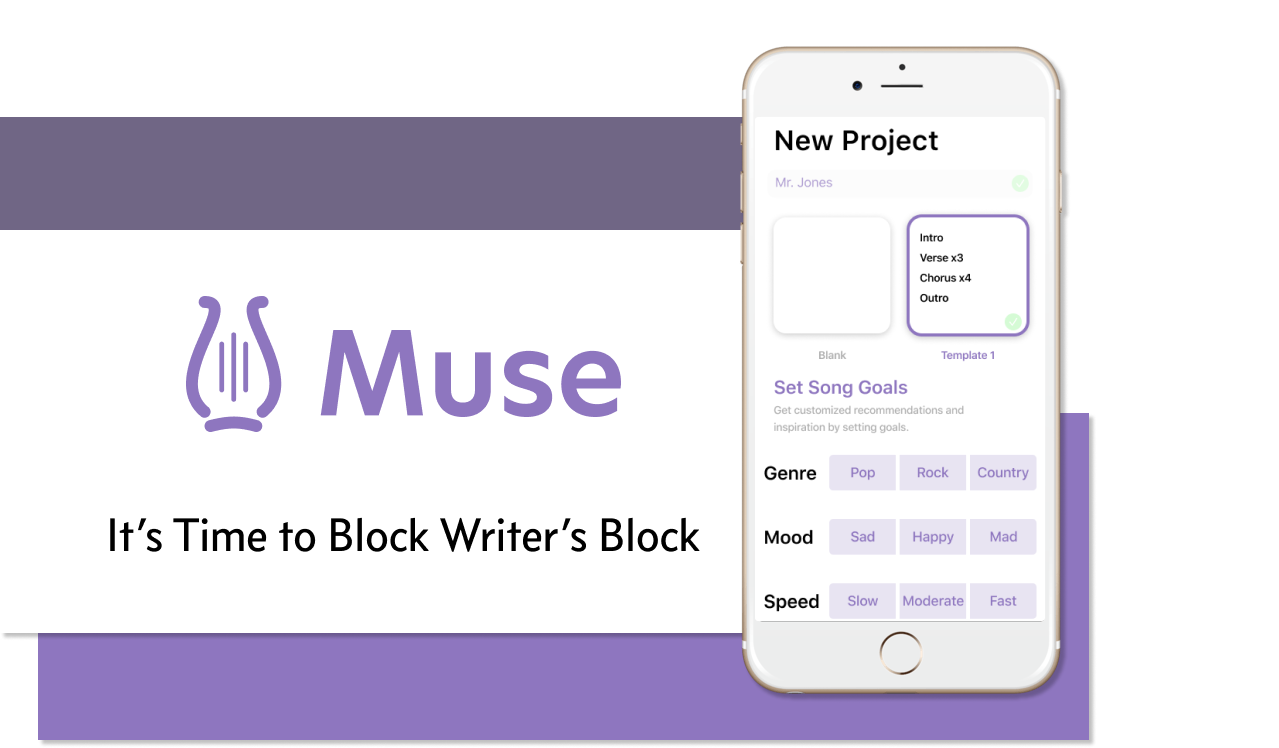 Muse
It’s Time to Block Writer’s Block
New Project
Mr. Jones
Intro
Verse x3
Chorus x4
Outro
Blank
Template 1
Set Song Goals
Get customized recommendations and
inspiration by setting goals.
Genre Pop Rock Country
Mood Sad Happy Mad
Speed Slow Moderate Fast